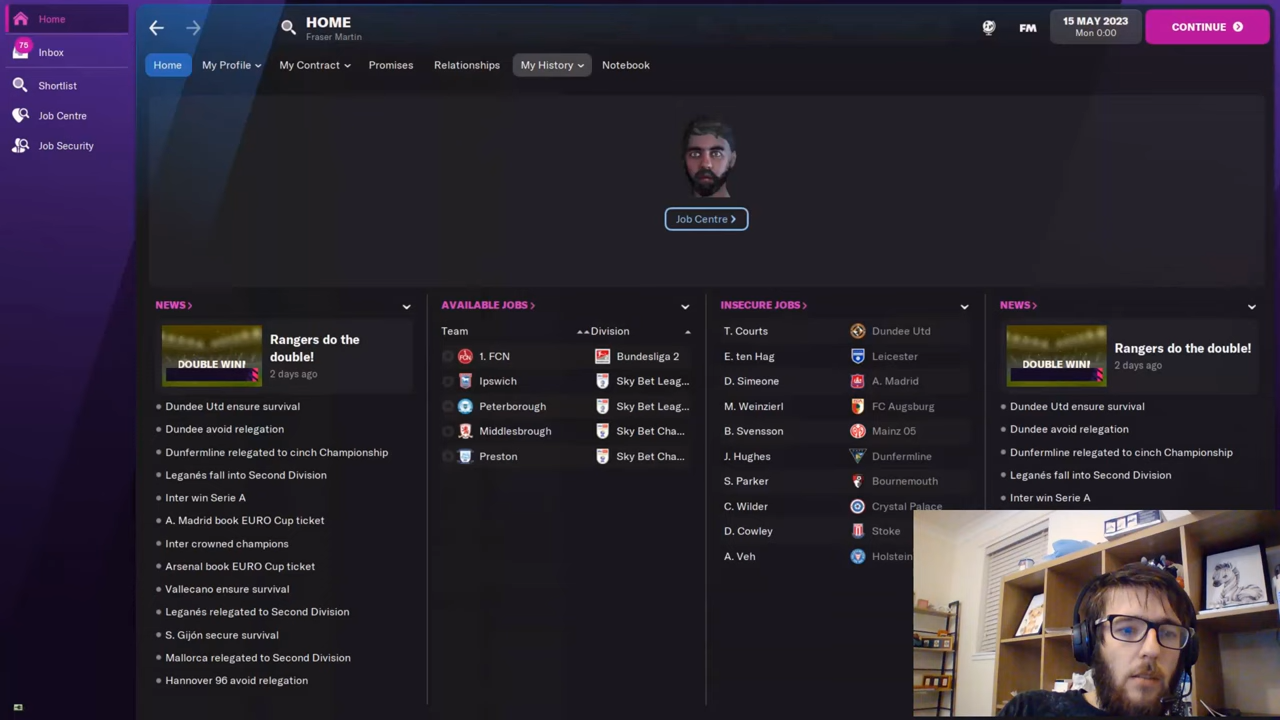 Home
75
Inbox
Shortlist
Job Centre
Job Security
HOME
Fraser Martin
FM
15 MAY 2023
Mon 0:00
CONTINUE
Home
My Profile
My Contract
Promises
Relationships
My History
Notebook
Job Centre
NEWS
DOUBLE WIN!
Rangers do the
double!
2 days ago
Dundee Utd ensure survival
Dundee avoid relegation
Dunfermline relegated to cinch Championship
Leganés fall into Second Division
Inter win Serie A
A. Madrid book EURO Cup ticket
Inter crowned champions
Arsenal book EURO Cup ticket
Vallecano ensure survival
Leganés relegated to Second Division
S. Gijón secure survival
Mallorca relegated to Second Division
Hannover 96 avoid relegation
AVAILABLE JOBS
Team Division
1. FCN Bundesliga 2
Ipswich Sky Bet Leag...
Peterborough Sky Bet Leag...
Middlesbrough Sky Bet Cha...
Preston Sky Bet Cha...
INSECURE JOBS
T. Courts Dundee Utd
E. ten Hag Leicester
D. Simeone A. Madrid
M. Weinzierl FC Augsburg
B. Svensson Mainz 05
J. Hughes Dunfermline
S. Parker Bournemouth
C. Wilder Crystal Palace
D. Cowley Stoke
A. Veh Holstein
NEWS
DOUBLE WIN!
Rangers do the double!
2 days ago
Dundee Utd ensure survival
Dundee avoid relegation
Dunfermline relegated to cinch Championship
Leganés fall into Second Division
Inter win Serie A